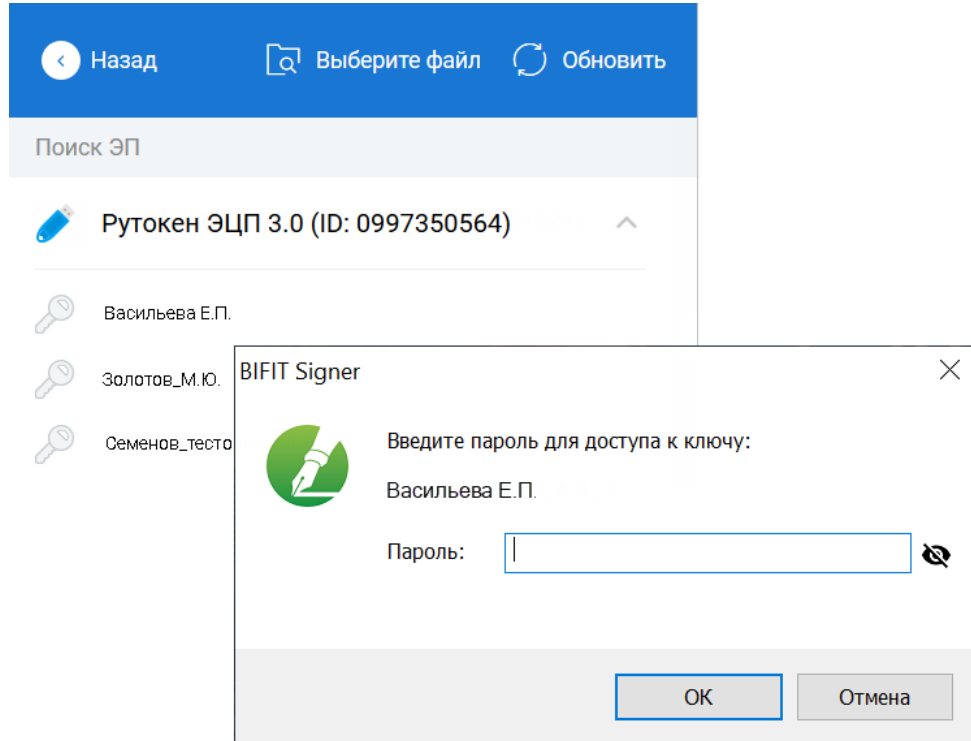 Назад
Выберите файл
Обновить
Поиск ЭП
Рутокен ЭЦП 3.0 (ID: 0997350564)
Васильева Е.П.
Золотов_М.Ю.
Семенов_тесто
BIFIT Signer
Введите пароль для доступа к ключу:
Васильева Е.П.
Пароль:
ОК
Отмена